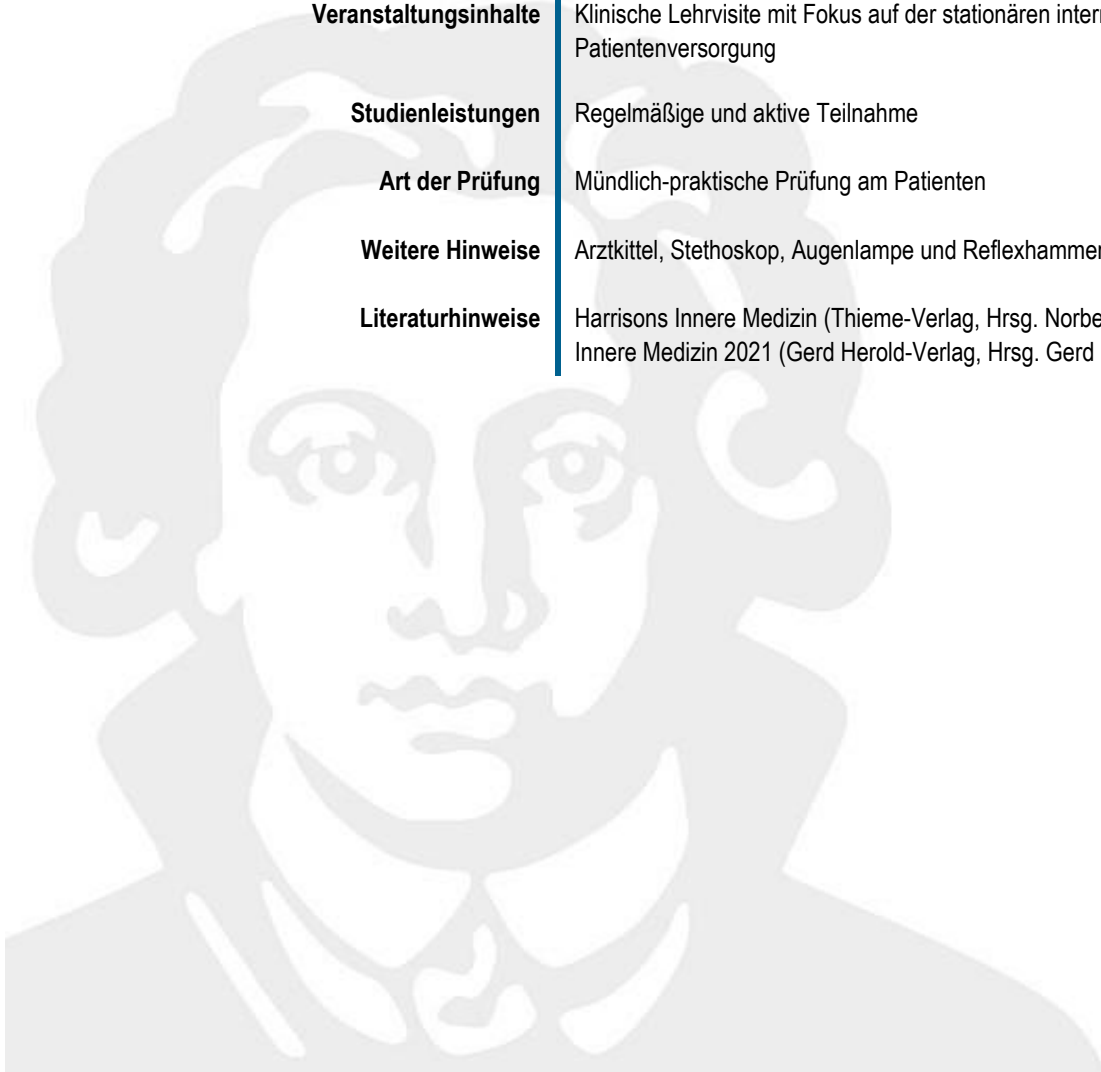 Veranstaltungsinhalte Klinische Lehrvisite mit Fokus auf der stationären
Patientenversorgung
Studienleistungen Regelmäßige und aktive Teilnahme
Art der Prüfung Mündlich-praktische Prüfung am Patienten
Weitere Hinweise Arztkittel, Stethoskop, Augenlampe und Reflexhammer
Literaturhinweise Harrisons Innere Medizin (Thieme-Verlag, Hrsg.
Innere Medizin 2021 (Gerd Herold-Verlag, Hrsg. Gerd